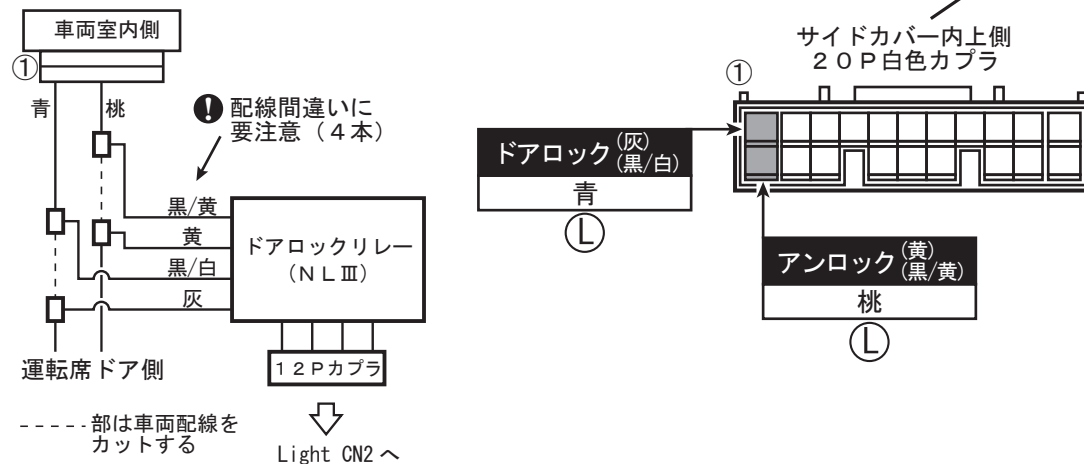 車両室内側
①
青
桃
配線間違いに
要注意（４本）
黒/黄
黄
黒/白
灰
ドアロックリレー
（ＮＬⅢ）
運転席ドア側
１２Ｐカプラ
-----部は車両配線を
カットする
Light CN2 へ
サイドカバー内上側
２０Ｐ白色カプラ
①
ドアロック(灰)
(黒/白)
青
Ⓛ
アンロック(黄)
(黒/黄)
桃
Ⓛ